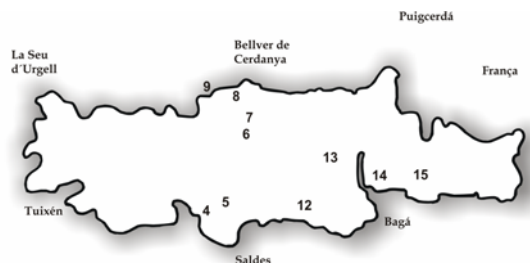 Puigcerdá
La Seu
d´Urgell
Bellver de
Cerdanya
França
9
8
7
6
13
14
15
5
4
12
Tuixén
Bagá
Saldes